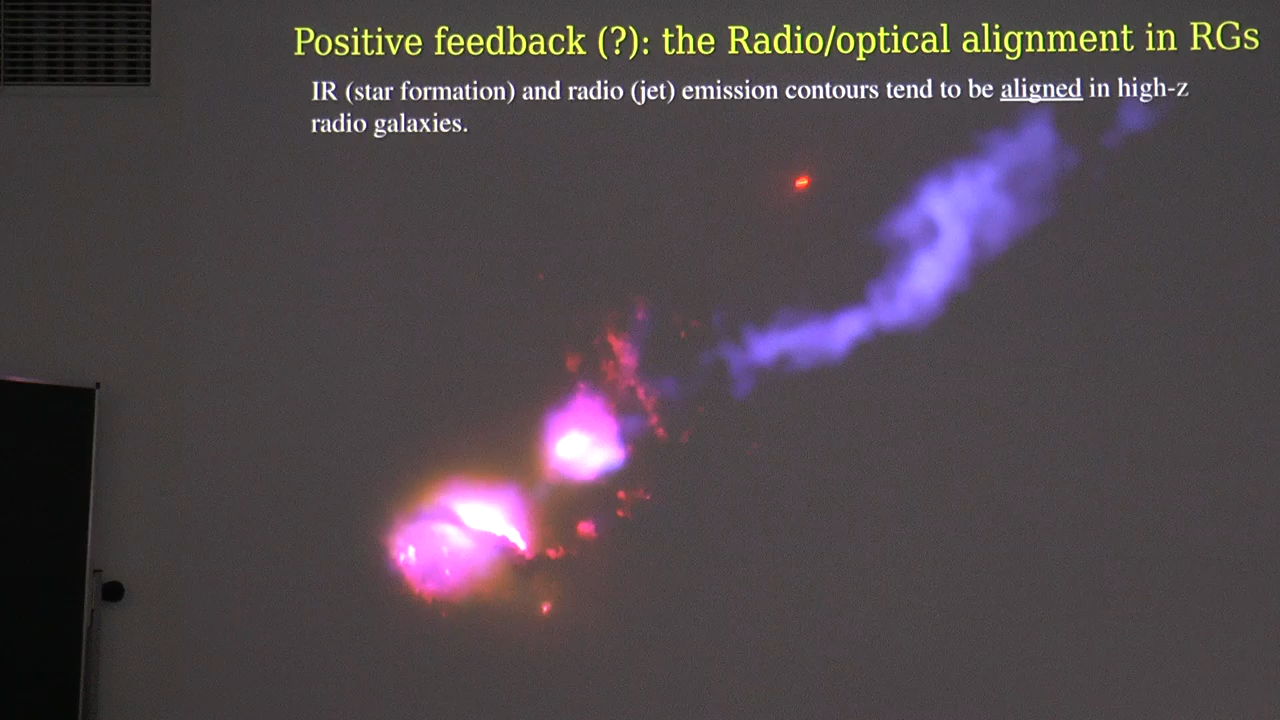 Positive feedback (?): the Radio/optical alignment in RGs
IR (star formation) and radio (jet) emission contours tend to be aligned in high-z
radio galaxies.